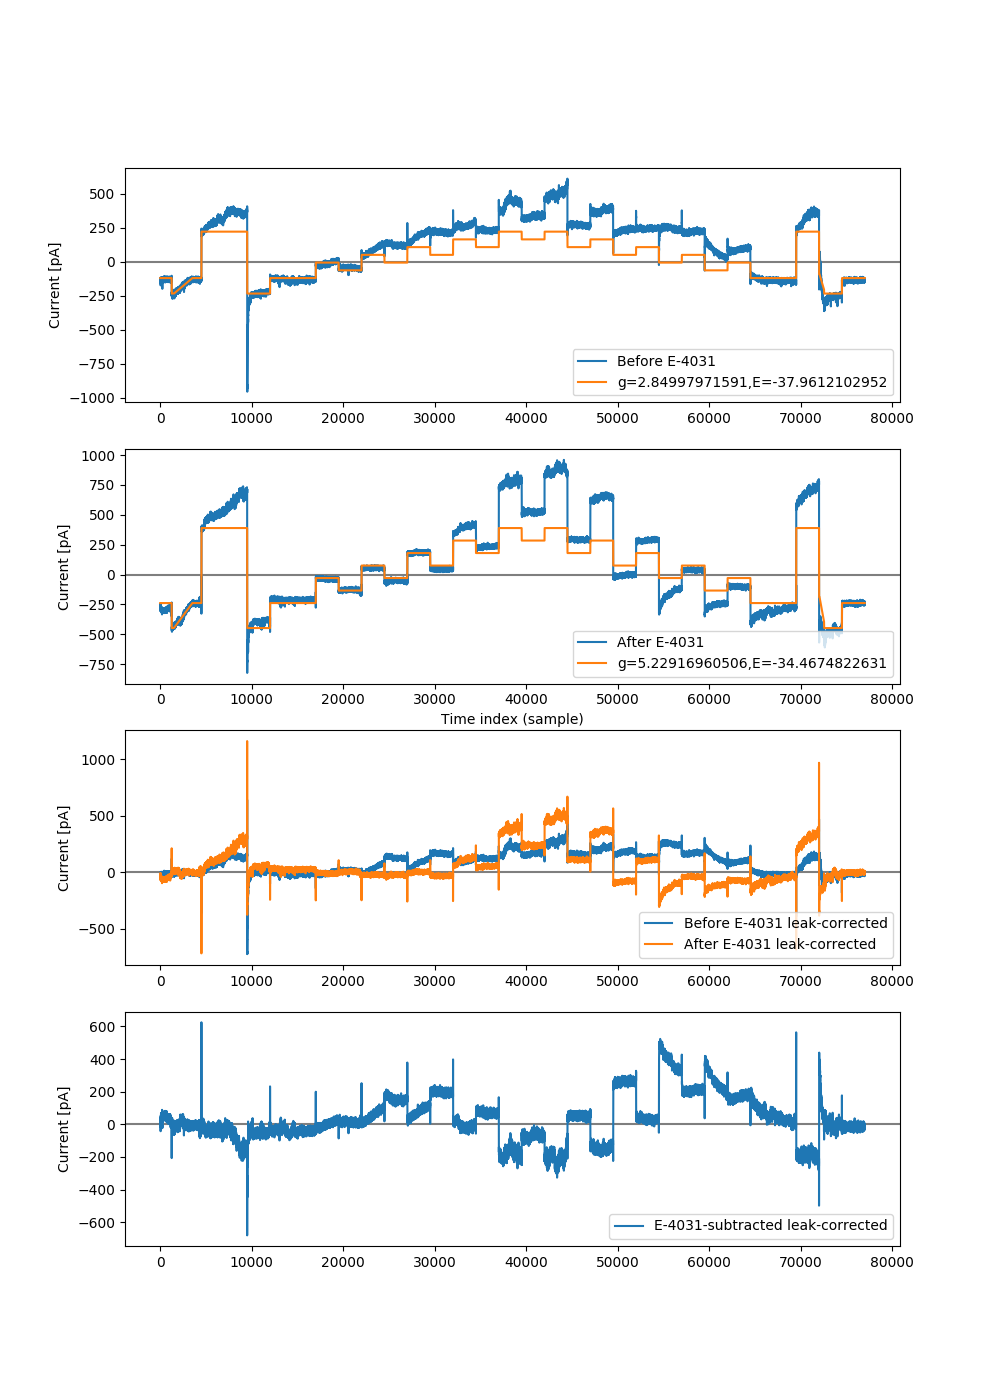 500
250
0
−250
−500
−750
−1000
Current [pA]
Before E-4031
g=2.84997971591,E=-37.9612102952
0 10000 20000 30000 40000 50000 60000 70000 80000
1000
750
500
250
0
−250
−500
−750
Current [pA]
After E-4031
g=5.22916960506,E=-34.4674822631
0 10000 20000 30000 40000 50000 60000 70000 80000
Time index (sample)
1000
500
0
−500
Current [pA]
Before E-4031 leak-corrected
After E-4031 leak-corrected
0 10000 20000 30000 40000 50000 60000 70000 80000
600
400
200
0
−200
−400
−600
Current [pA]
E-4031-subtracted leak-corrected
0 10000 20000 30000 40000 50000 60000 70000 80000